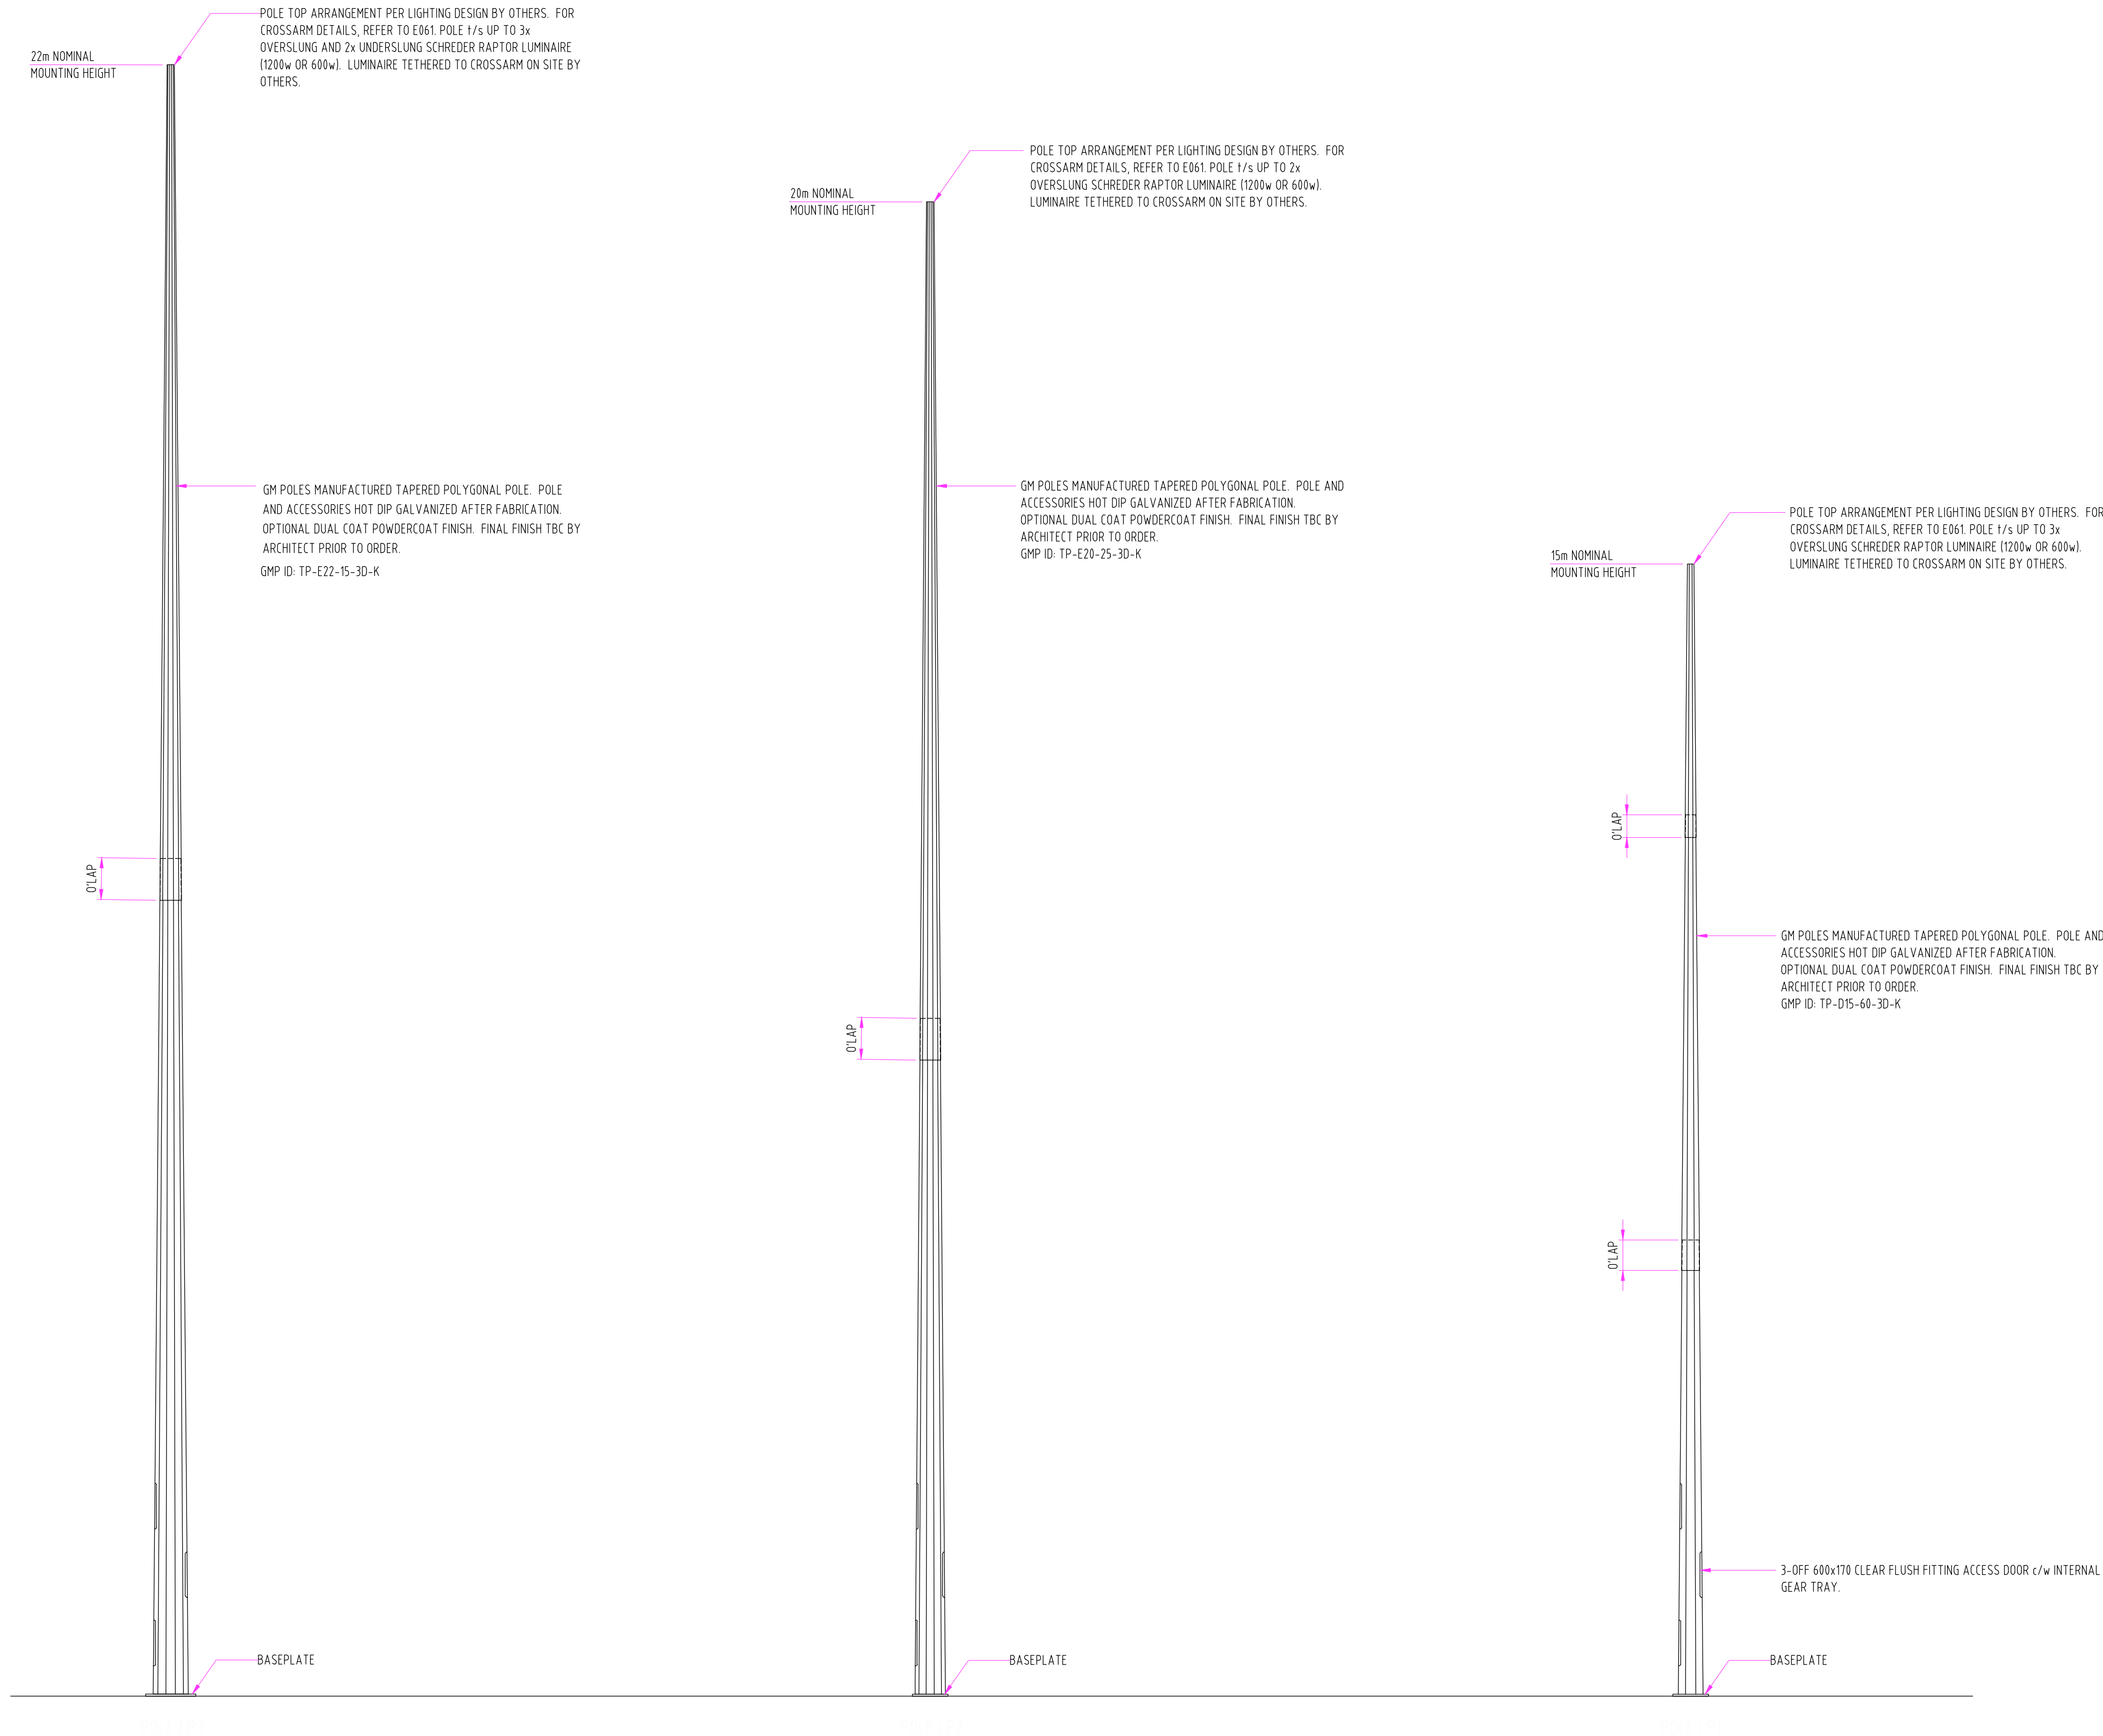 POLE TOP ARRANGEMENT PER LIGHTING DESIGN BY OTHERS. FOR
CROSSARM DETAILS, REFER TO E061. POLE t/s UP TO 3x
OVERSLUNG AND 2x UNDERSLUNG SCHREDER RAPTOR LUMINAIRE
(1200w OR 600w). LUMINAIRE TETHERED TO CROSSARM ON SITE BY
OTHERS.
22m NOMINAL
MOUNTING HEIGHT
GM POLES MANUFACTURED TAPERED POLYGONAL POLE. POLE
AND ACCESSORIES HOT DIP GALVANIZED AFTER FABRICATION.
OPTIONAL DUAL COAT POWDERCOAT FINISH. FINAL FINISH TBC BY
ARCHITECT PRIOR TO ORDER.
GMP ID: TP-E22-15-3D-K
O'LAP
BASEPLATE
POLE TOP ARRANGEMENT PER LIGHTING DESIGN BY OTHERS. FOR
CROSSARM DETAILS, REFER TO E061. POLE t/s UP TO 2x
OVERSLUNG SCHREDER RAPTOR LUMINAIRE (1200w OR 600w).
LUMINAIRE TETHERED TO CROSSARM ON SITE BY OTHERS.
20m NOMINAL
MOUNTING HEIGHT
GM POLES MANUFACTURED TAPERED POLYGONAL POLE. POLE AND
ACCESSORIES HOT DIP GALVANIZED AFTER FABRICATION.
OPTIONAL DUAL COAT POWDERCOAT FINISH. FINAL FINISH TBC BY
ARCHITECT PRIOR TO ORDER.
GMP ID: TP-E20-25-3D-K
O'LAP
BASEPLATE
POLE TOP ARRANGEMENT PER LIGHTING DESIGN BY OTHERS. FOR
CROSSARM DETAILS, REFER TO E061. POLE t/s UP TO 3x
OVERSLUNG SCHREDER RAPTOR LUMINAIRE (1200w OR 600w).
LUMINAIRE TETHERED TO CROSSARM ON SITE BY OTHERS.
15m NOMINAL
MOUNTING HEIGHT
O'LAP
GM POLES MANUFACTURED TAPERED POLYGONAL POLE. POLE AND
ACCESSORIES HOT DIP GALVANIZED AFTER FABRICATION.
OPTIONAL DUAL COAT POWDERCOAT FINISH. FINAL FINISH TBC BY
ARCHITECT PRIOR TO ORDER.
GMP ID: TP-D15-60-3D-K
O'LAP
3-OFF 600x170 CLEAR FLUSH FITTING ACCESS DOOR c/w INTERNAL
GEAR TRAY.
BASEPLATE